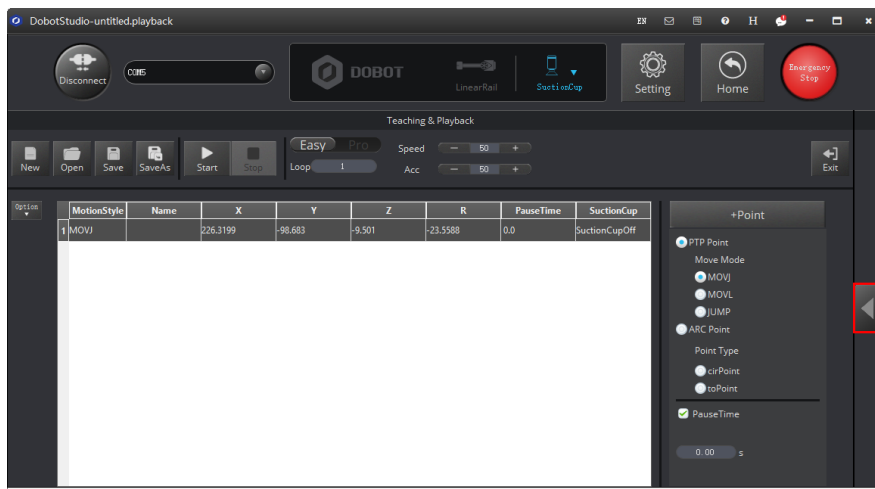 DobotStudio-untitled.playback
EN
H
Disconnect
COM5
DOBOT
LinearRail
SuctionCup
Setting
Home
Emergency
Stop
Teaching & Playback
New
Open
Save
SaveAs
Start
Stop
Easy
Pro
Loop
1
Speed
50
Acc
50
Exit
Option
MotionStyle Name X Y Z R PauseTime SuctionCup
1 MOVJ 226.3199 -98.683 -9.501 -23.5588 0.0 SuctionCupOff
+Point
PTP Point
Move Mode
MOVJ
MOVL
JUMP
ARC Point
Point Type
cirPoint
toPoint
PauseTime
0.00 s